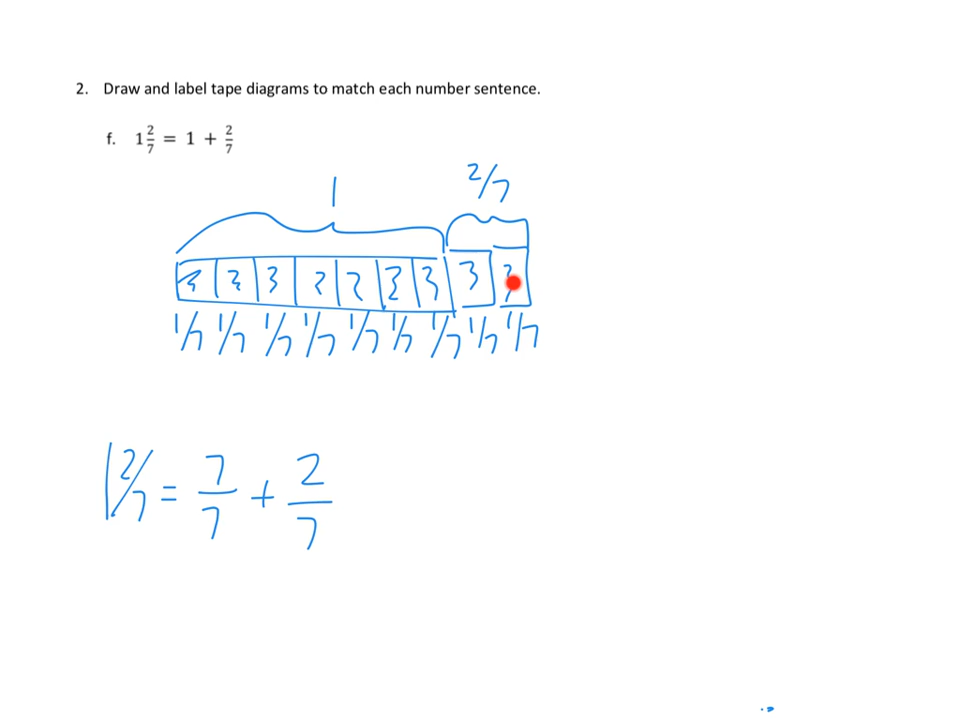 2. Draw and label tape diagrams to match each number sentence.
f. 1 2/7 = 1 + 2/7
1 2/7
1/7 1/7 1/7 1/7 1/7 1/7 1/7 1/7 1/7
1 2/7 = 7/7 + 2/7